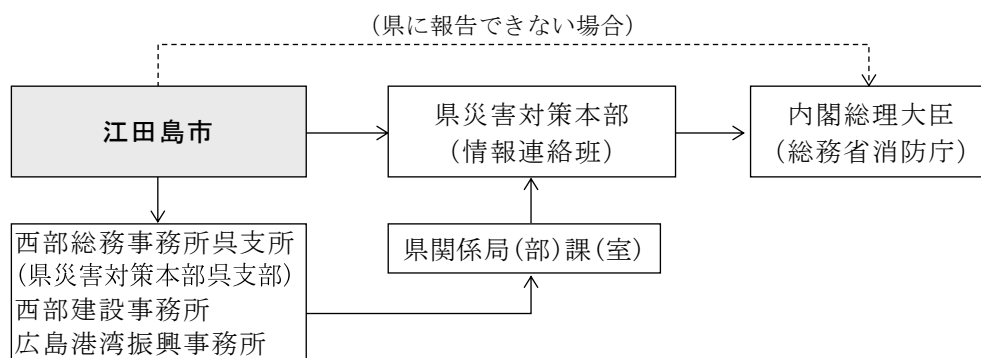 (県に報告できない場合)
江田島市
県災害対策本部
(情報連絡班)
内閣総理大臣
(総務省消防庁)
西部総務事務所呉支所
(県災害対策本部呉支部)
西部建設事務所
広島港湾振興事務所
県関係局(部)課(室)